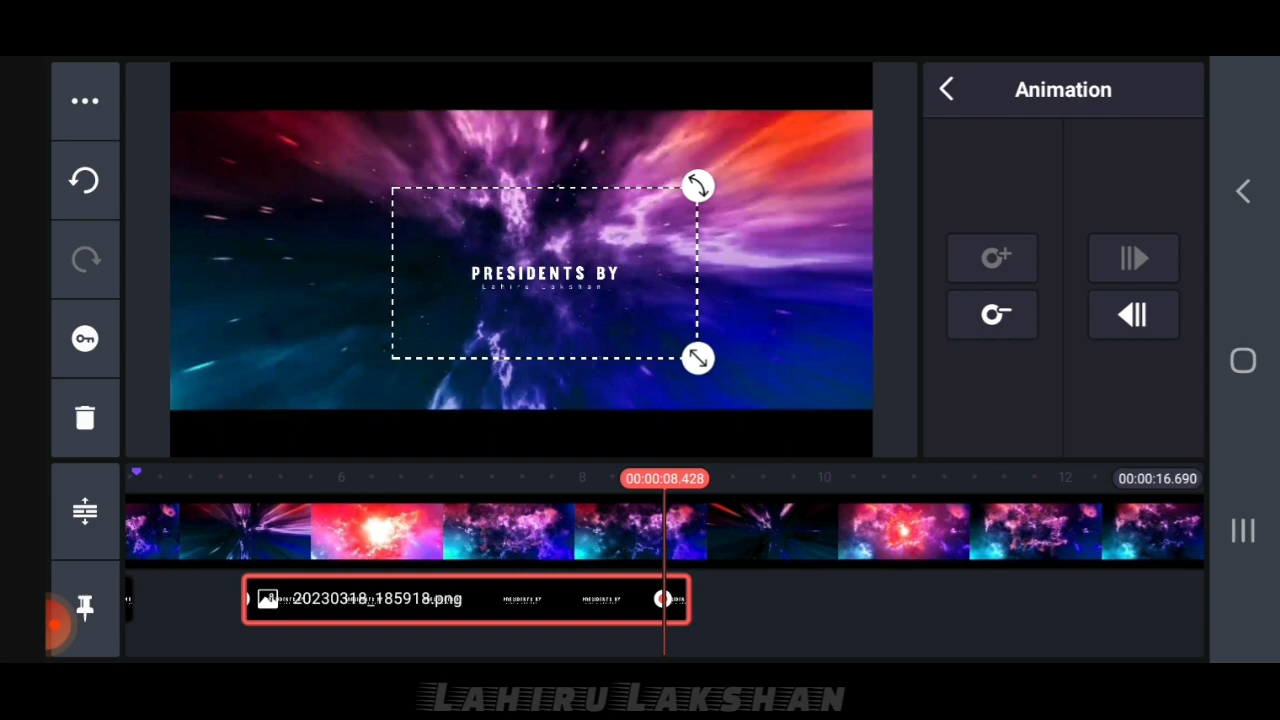 Animation
PRESIDENTS BY
Lahiru Lakshan
6
8
00:00:08.428
10
12
00:00:16.690
20230318_185918.png
LAHIRU LAKSHAN